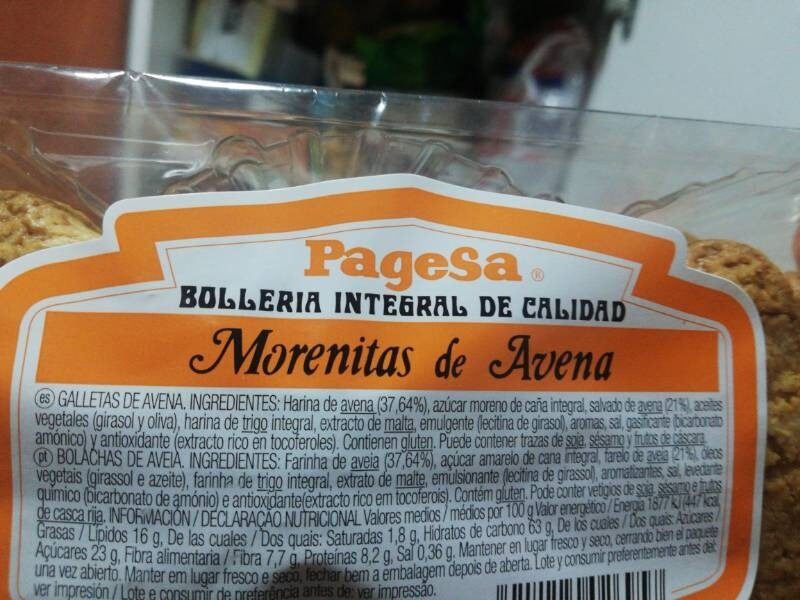 PageSa ®
BOLLERIA INTEGRAL DE CALIDAD
Morenitas de Avena
es GALLETAS DE AVENA. INGREDIENTES: Harina de avena (37,64%), azúcar moreno de caña integral, salvado de avena (21%), aceites
vegetales (girasol y oliva), harina de trigo integral, extracto de malta, emulgente (lecitina de girasol), aromas, sal, gasificante (bicarbonato
amónico) y antioxidante (extracto rico en tocoferoles). Contienen gluten. Puede contener trazas de soja, sésamo y frutos de cáscara.
pt BOLACHAS DE AVEIA. INGREDIENTES: Farinha de aveia (37,64%), açúcar amarelo de cana integral, farelo de aveia (21%), óleos
vegetais (girassol e azeite), farinha de trigo integral, extrato de malte, emulsionante (lecitina de girassol), aromatizantes, sal, levedante
químico (bicarbonato de amónio) e antioxidante(extracto rico em tocoferois). Contém gluten. Pode conter vetigios de soja, sésamo e frutos
de casca rija. INFORMACIÓN / DECLARAÇÃO NUTRICIONAL Valores medios / médios por 100 g Valor energético / Energia 1877 KJ (447 kcal)
Grasas / Lípidos 16 g, De las cuales / Dos quais: Saturadas 1,8 g, Hidratos de carbono 63 g, De los cuales / Dos quais: Azucares /
Açúcares 23 g, Fibra alimentaria / Fibra 7,7 g, Proteínas 8,2 g, Sal 0,36 g, Mantener en lugar fresco y seco, cerrando bien el paquete
una vez abierto. Manter em lugar fresco e seco, fechar bem a embalagem depois de aberta. Lote y consumir preferentemente antes de:
ver impresión / Lote e consumir de preferência antes de: ver impressão.